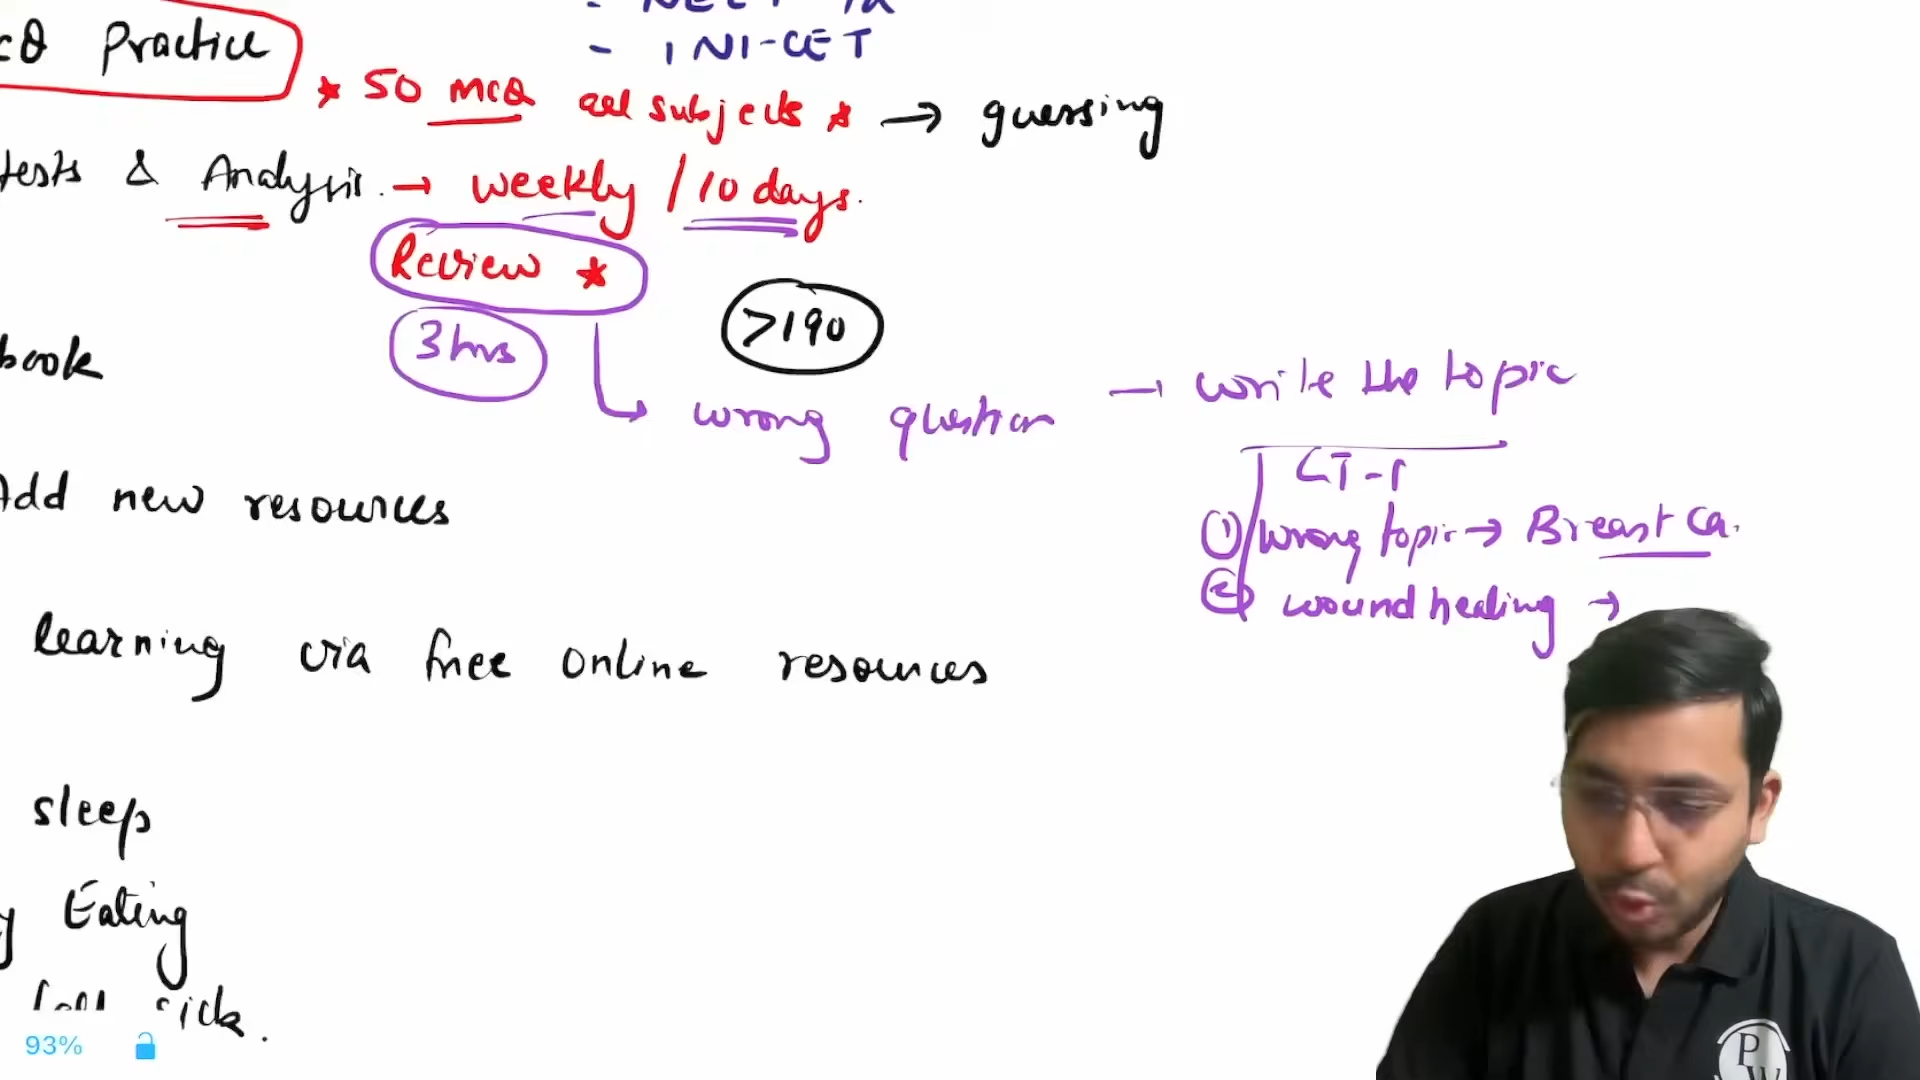 - NEET
- INI-CET
Practice
* 50 MCQ all subjects * → guessing
tests & Analysis. → weekly / 10 days.
Review *
3 hrs
>190
book
wrong question → write the topic
① wrong topic → Breast Ca.
② wound healing →
Add new resources
learning via free online resources
sleep
Eating
sick.
93%
PW